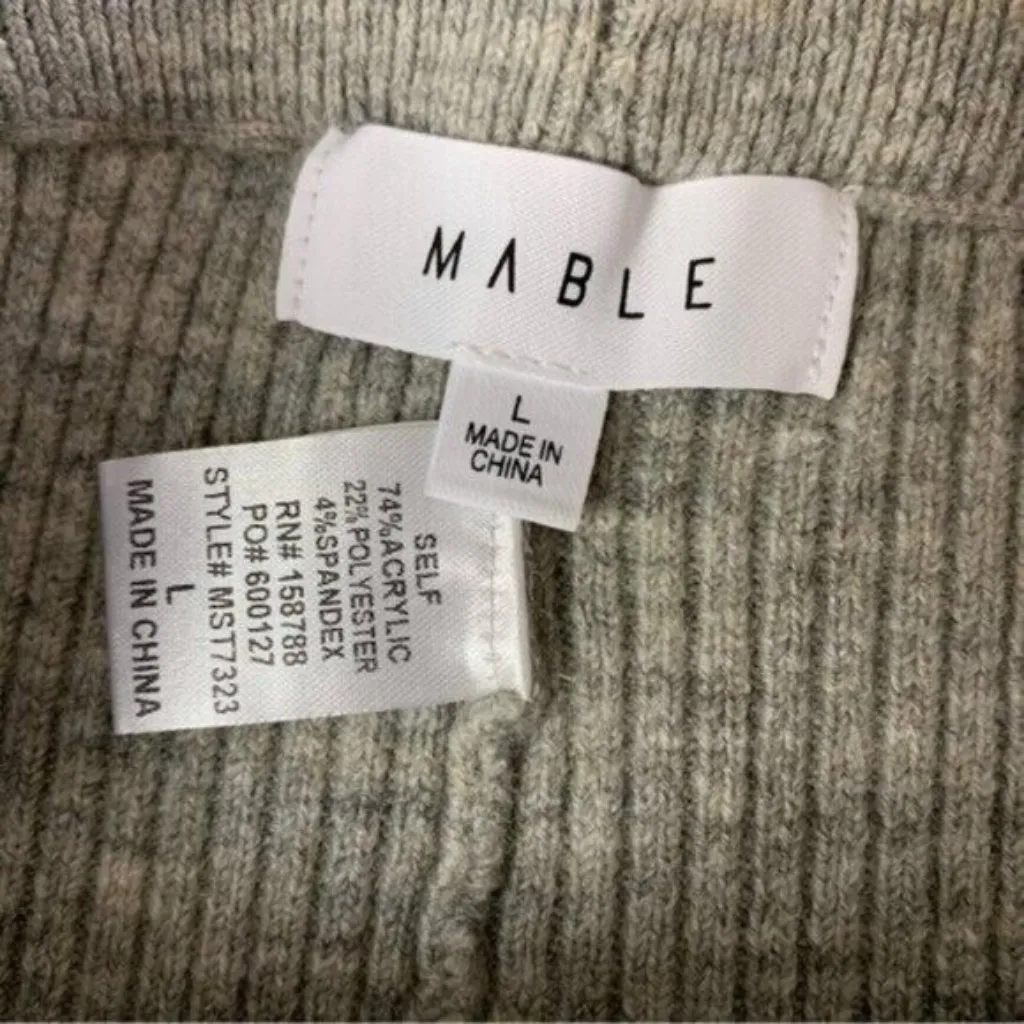 MABLE
L
MADE IN
CHINA
SELF
74%ACRYLIC
22%POLYESTER
4%SPANDEX
RN# 158788
PO# 600127
STYLE# MST7323
L
MADE IN CHINA